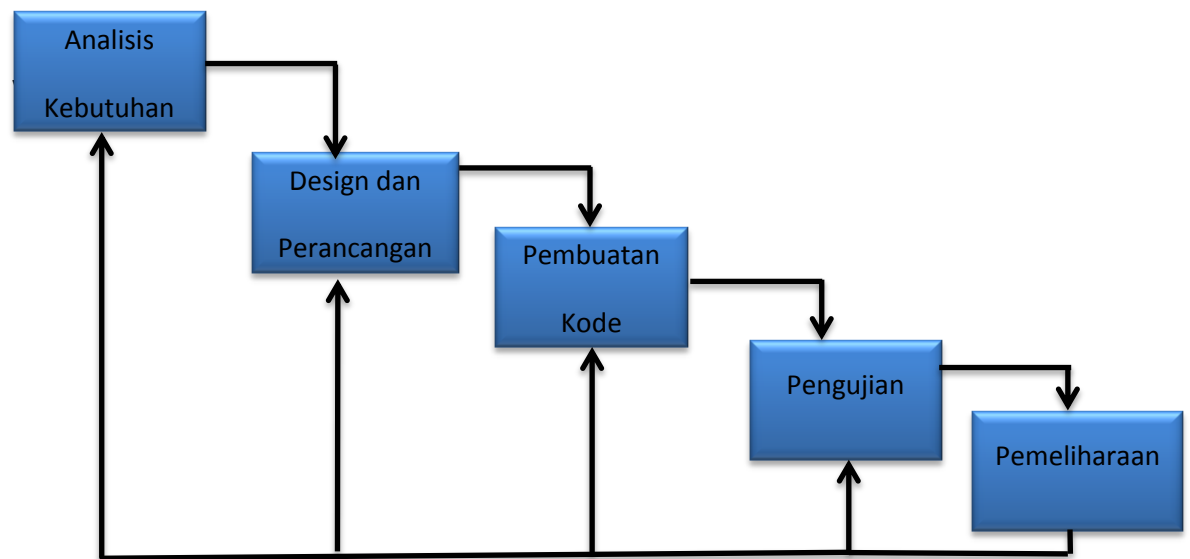 Analisis
Kebutuhan
Design dan
Perancangan
Pembuatan
Kode
Pengujian
Pemeliharaan